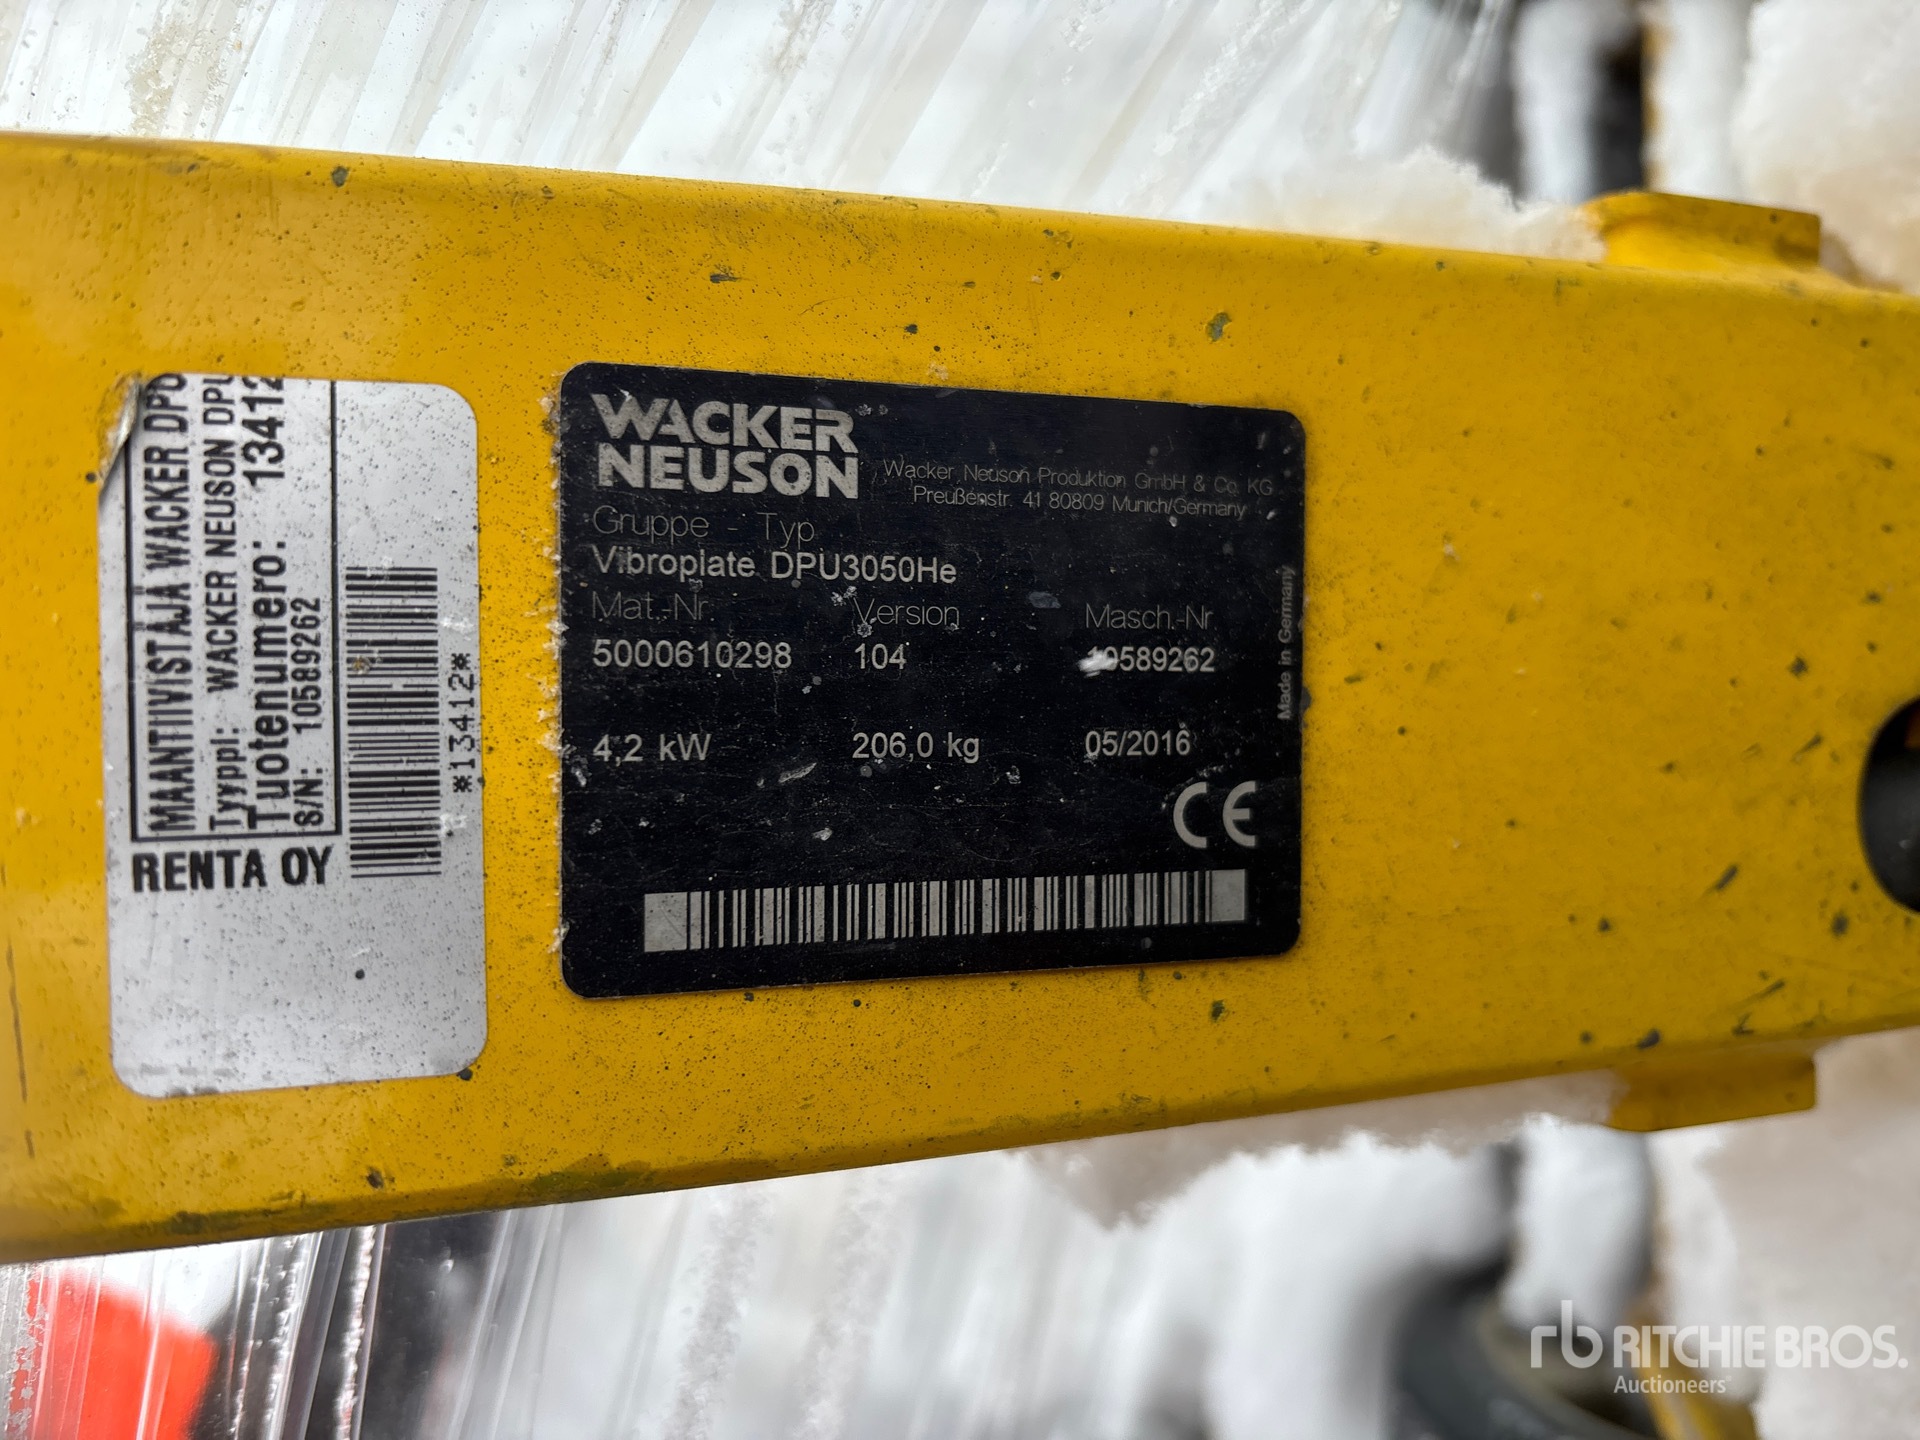 MAANTIIVISTÄJÄ WACKER DPU
Tyyppi: WACKER NEUSON DPU
Tuotenumero: 13412
S/N: 10589262
RENTA OY
*13412*
WACKER
NEUSON
Wacker Neuson Produktion GmbH & Co. KG
Preußenstr. 41 80809 Munich/Germany
Gruppe - Typ
Vibroplate DPU3050He
Mat.-Nr. Version Masch.-Nr.
5000610298 104 10589262
4,2 kW 206,0 kg 05/2016
Made in Germany
CE
rb RITCHIE BROS.
Auctioneers